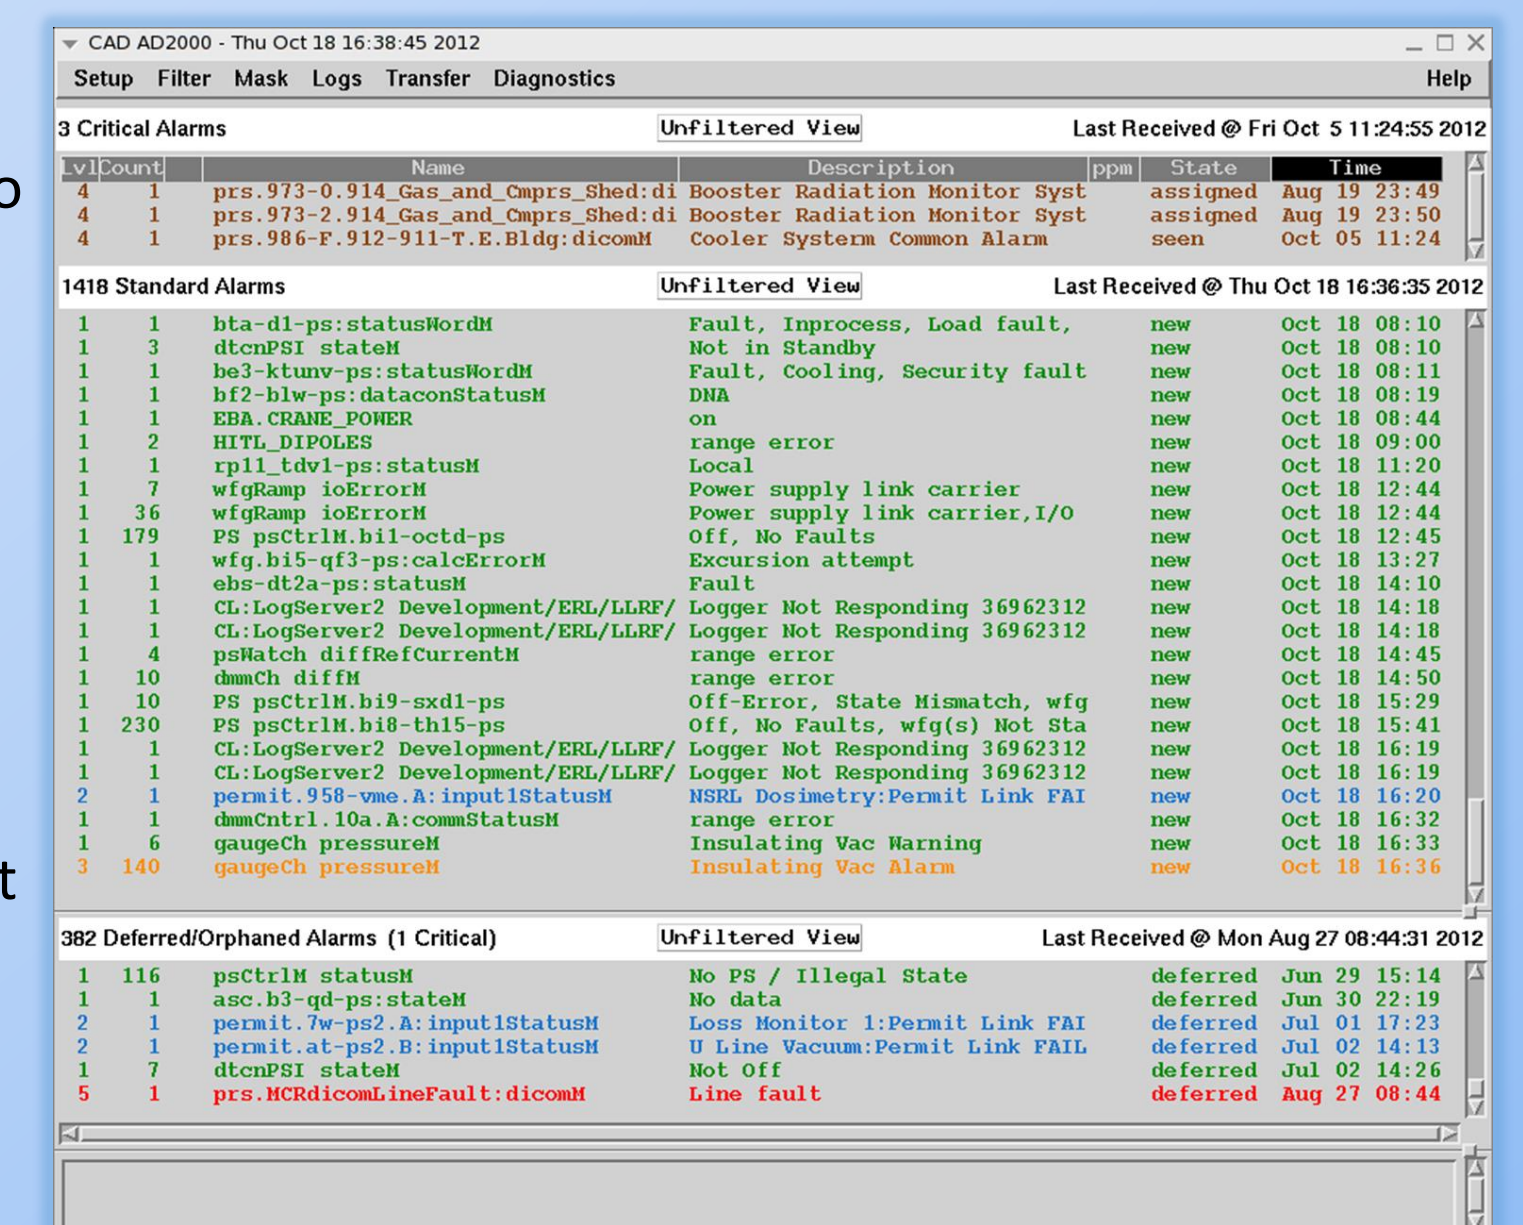 CAD AD2000 - Thu Oct 18 16:38:45 2012
Setup Filter Mask Logs Transfer Diagnostics Help
3 Critical Alarms Unfiltered View Last Received @ Fri Oct 5 11:24:55 2012
Lvl Count Name Description ppm State Time
o
4 1 prs.973-0.914_Gas_and_Cmprs_Shed:di Booster Radiation Monitor Syst assigned Aug 19 23:49
4 1 prs.973-2.914_Gas_and_Cmprs_Shed:di Booster Radiation Monitor Syst assigned Aug 19 23:50
4 1 prs.986-F.912-911-T.E.Bldg:dicomM Cooler Systerm Common Alarm seen Oct 05 11:24
1418 Standard Alarms Unfiltered View Last Received @ Thu Oct 18 16:36:35 2012
1 1 bta-d1-ps:statusWordM Fault, Inprocess, Load fault, new Oct 18 08:10
1 3 dtcnPSI stateM Not in Standby new Oct 18 08:10
1 1 be3-ktunv-ps:statusWordM Fault, Cooling, Security fault new Oct 18 08:11
1 1 bf2-blw-ps:dataconStatusM DNA new Oct 18 08:19
1 1 EBA.CRANE_POWER on new Oct 18 08:44
1 2 HITL_DIPOLES range error new Oct 18 09:00
1 1 rp11_tdv1-ps:statusM Local new Oct 18 11:20
1 7 wfgRamp ioErrorM Power supply link carrier new Oct 18 12:44
1 36 wfgRamp ioErrorM Power supply link carrier,I/O new Oct 18 12:44
1 179 PS psCtrlM.bi1-octd-ps Off, No Faults new Oct 18 12:45
1 1 wfg.bi5-qf3-ps:calcErrorM Excursion attempt new Oct 18 13:27
1 1 ebs-dt2a-ps:statusM Fault new Oct 18 14:10
1 1 CL:LogServer2 Development/ERL/LLRF/ Logger Not Responding 36962312 new Oct 18 14:18
1 1 CL:LogServer2 Development/ERL/LLRF/ Logger Not Responding 36962312 new Oct 18 14:18
1 4 psWatch diffRefCurrentM range error new Oct 18 14:45
1 10 dmmCh diffM range error new Oct 18 14:50
1 10 PS psCtrlM.bi9-sxd1-ps Off-Error, State Mismatch, wfg new Oct 18 15:29
1 230 PS psCtrlM.bi8-th15-ps Off, No Faults, wfg(s) Not Sta new Oct 18 15:41
1 1 CL:LogServer2 Development/ERL/LLRF/ Logger Not Responding 36962312 new Oct 18 16:19
1 1 CL:LogServer2 Development/ERL/LLRF/ Logger Not Responding 36962312 new Oct 18 16:19
2 1 permit.958-vme.A:input1StatusM NSRL Dosimetry:Permit Link FAI new Oct 18 16:20
1 1 dmmCntrl.10a.A:commStatusM range error new Oct 18 16:32
1 6 gaugeCh pressureM Insulating Vac Warning new Oct 18 16:33
3 140 gaugeCh pressureM Insulating Vac Alarm new Oct 18 16:36
t
382 Deferred/Orphaned Alarms (1 Critical) Unfiltered View Last Received @ Mon Aug 27 08:44:31 2012
1 116 psCtrlM statusM No PS / Illegal State deferred Jun 29 15:14
1 1 asc.b3-qd-ps:stateM No data deferred Jun 30 22:19
2 1 permit.7w-ps2.A:input1StatusM Loss Monitor 1:Permit Link FAI deferred Jul 01 17:23
2 1 permit.at-ps2.B:input1StatusM U Line Vacuum:Permit Link FAIL deferred Jul 02 14:13
1 7 dtcnPSI stateM Not Off deferred Jul 02 14:26
5 1 prs.MCRdicomLineFault:dicomM Line fault deferred Aug 27 08:44